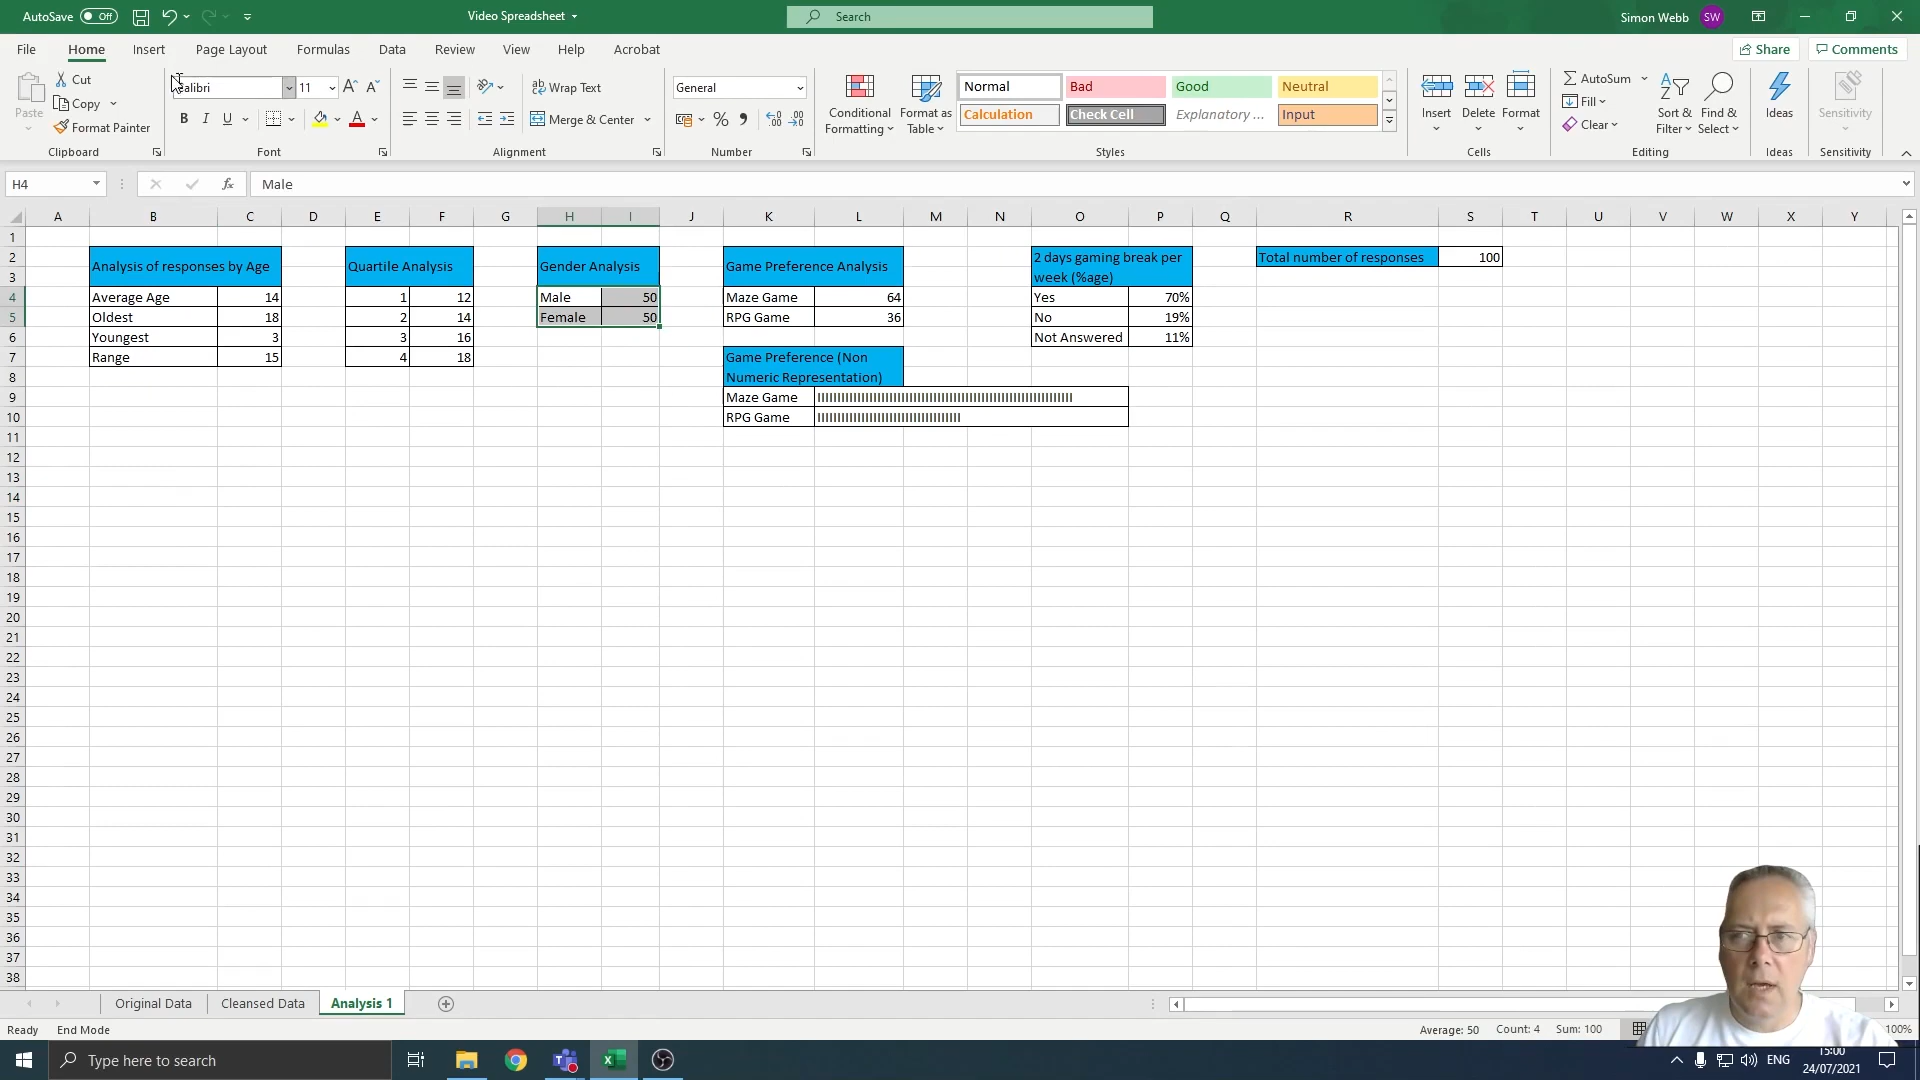 AutoSave Off Video Spreadsheet Search Simon Webb SW
File Home Insert Page Layout Formulas Data Review View Help Acrobat Share Comments
Paste Cut Copy Format Painter Clipboard
Calibri 11 B I U Font
Wrap Text Merge & Center Alignment
General % Number
Conditional Formatting Format as Table
Normal Bad Good Neutral
Calculation Check Cell Explanatory ... Input
Styles
Insert Delete Format Cells
AutoSum Fill Clear Sort & Filter Find & Select Editing
Ideas Ideas
Sensitivity Sensitivity
H4 fx Male
A B C D E F G H I J K L M N O P Q R S T U V W X Y
1
2 Analysis of responses by Age Quartile Analysis Gender Analysis Game Preference Analysis 2 days gaming break per Total number of responses 100
3 week (%age)
4 Average Age 14 1 12 Male 50 Maze Game 64 Yes 70%
5 Oldest 18 2 14 Female 50 RPG Game 36 No 19%
6 Youngest 3 3 16 Not Answered 11%
7 Range 15 4 18 Game Preference (Non
8 Numeric Representation)
9 Maze Game
10 RPG Game
11
12
13
14
15
16
17
18
19
20
21
22
23
24
25
26
27
28
29
30
31
32
33
34
35
36
37
38
Original Data Cleansed Data Analysis 1
Ready End Mode Average: 50 Count: 4 Sum: 100 100%
Type here to search ENG 15:00
24/07/2021